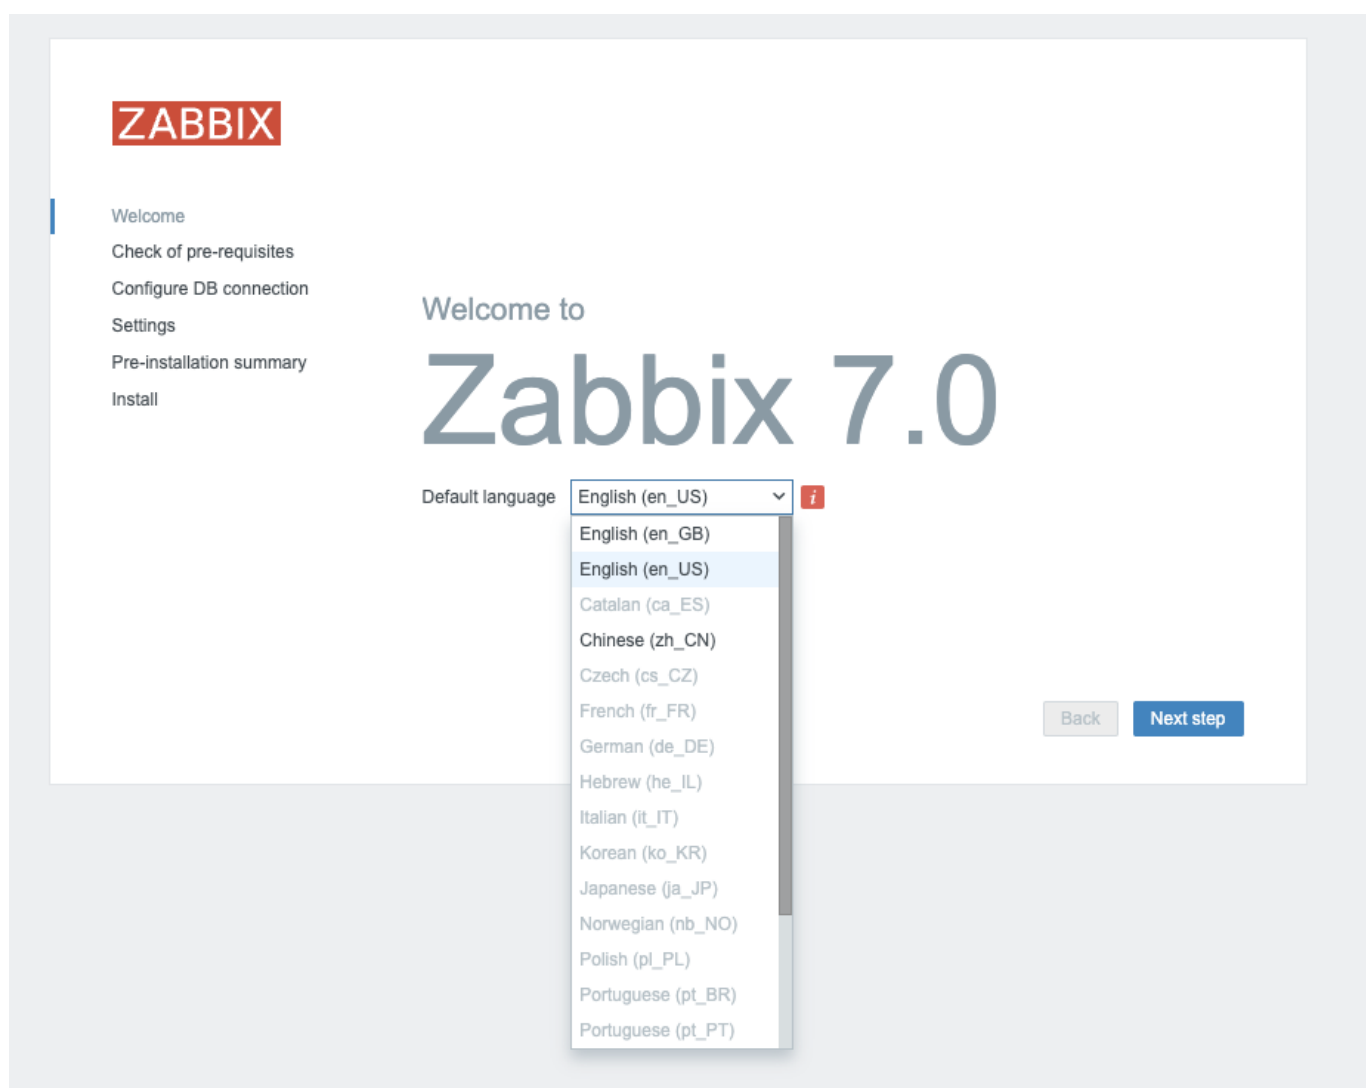 ZABBIX
Welcome
Check of pre-requisites
Configure DB connection
Settings
Pre-installation summary
Install
Welcome to
Zabbix 7.0
Default language English (en_US) i
English (en_GB)
English (en_US)
Catalan (ca_ES)
Chinese (zh_CN)
Czech (cs_CZ)
French (fr_FR)
German (de_DE)
Hebrew (he_IL)
Italian (it_IT)
Korean (ko_KR)
Japanese (ja_JP)
Norwegian (nb_NO)
Polish (pl_PL)
Portuguese (pt_BR)
Portuguese (pt_PT)
Back Next step